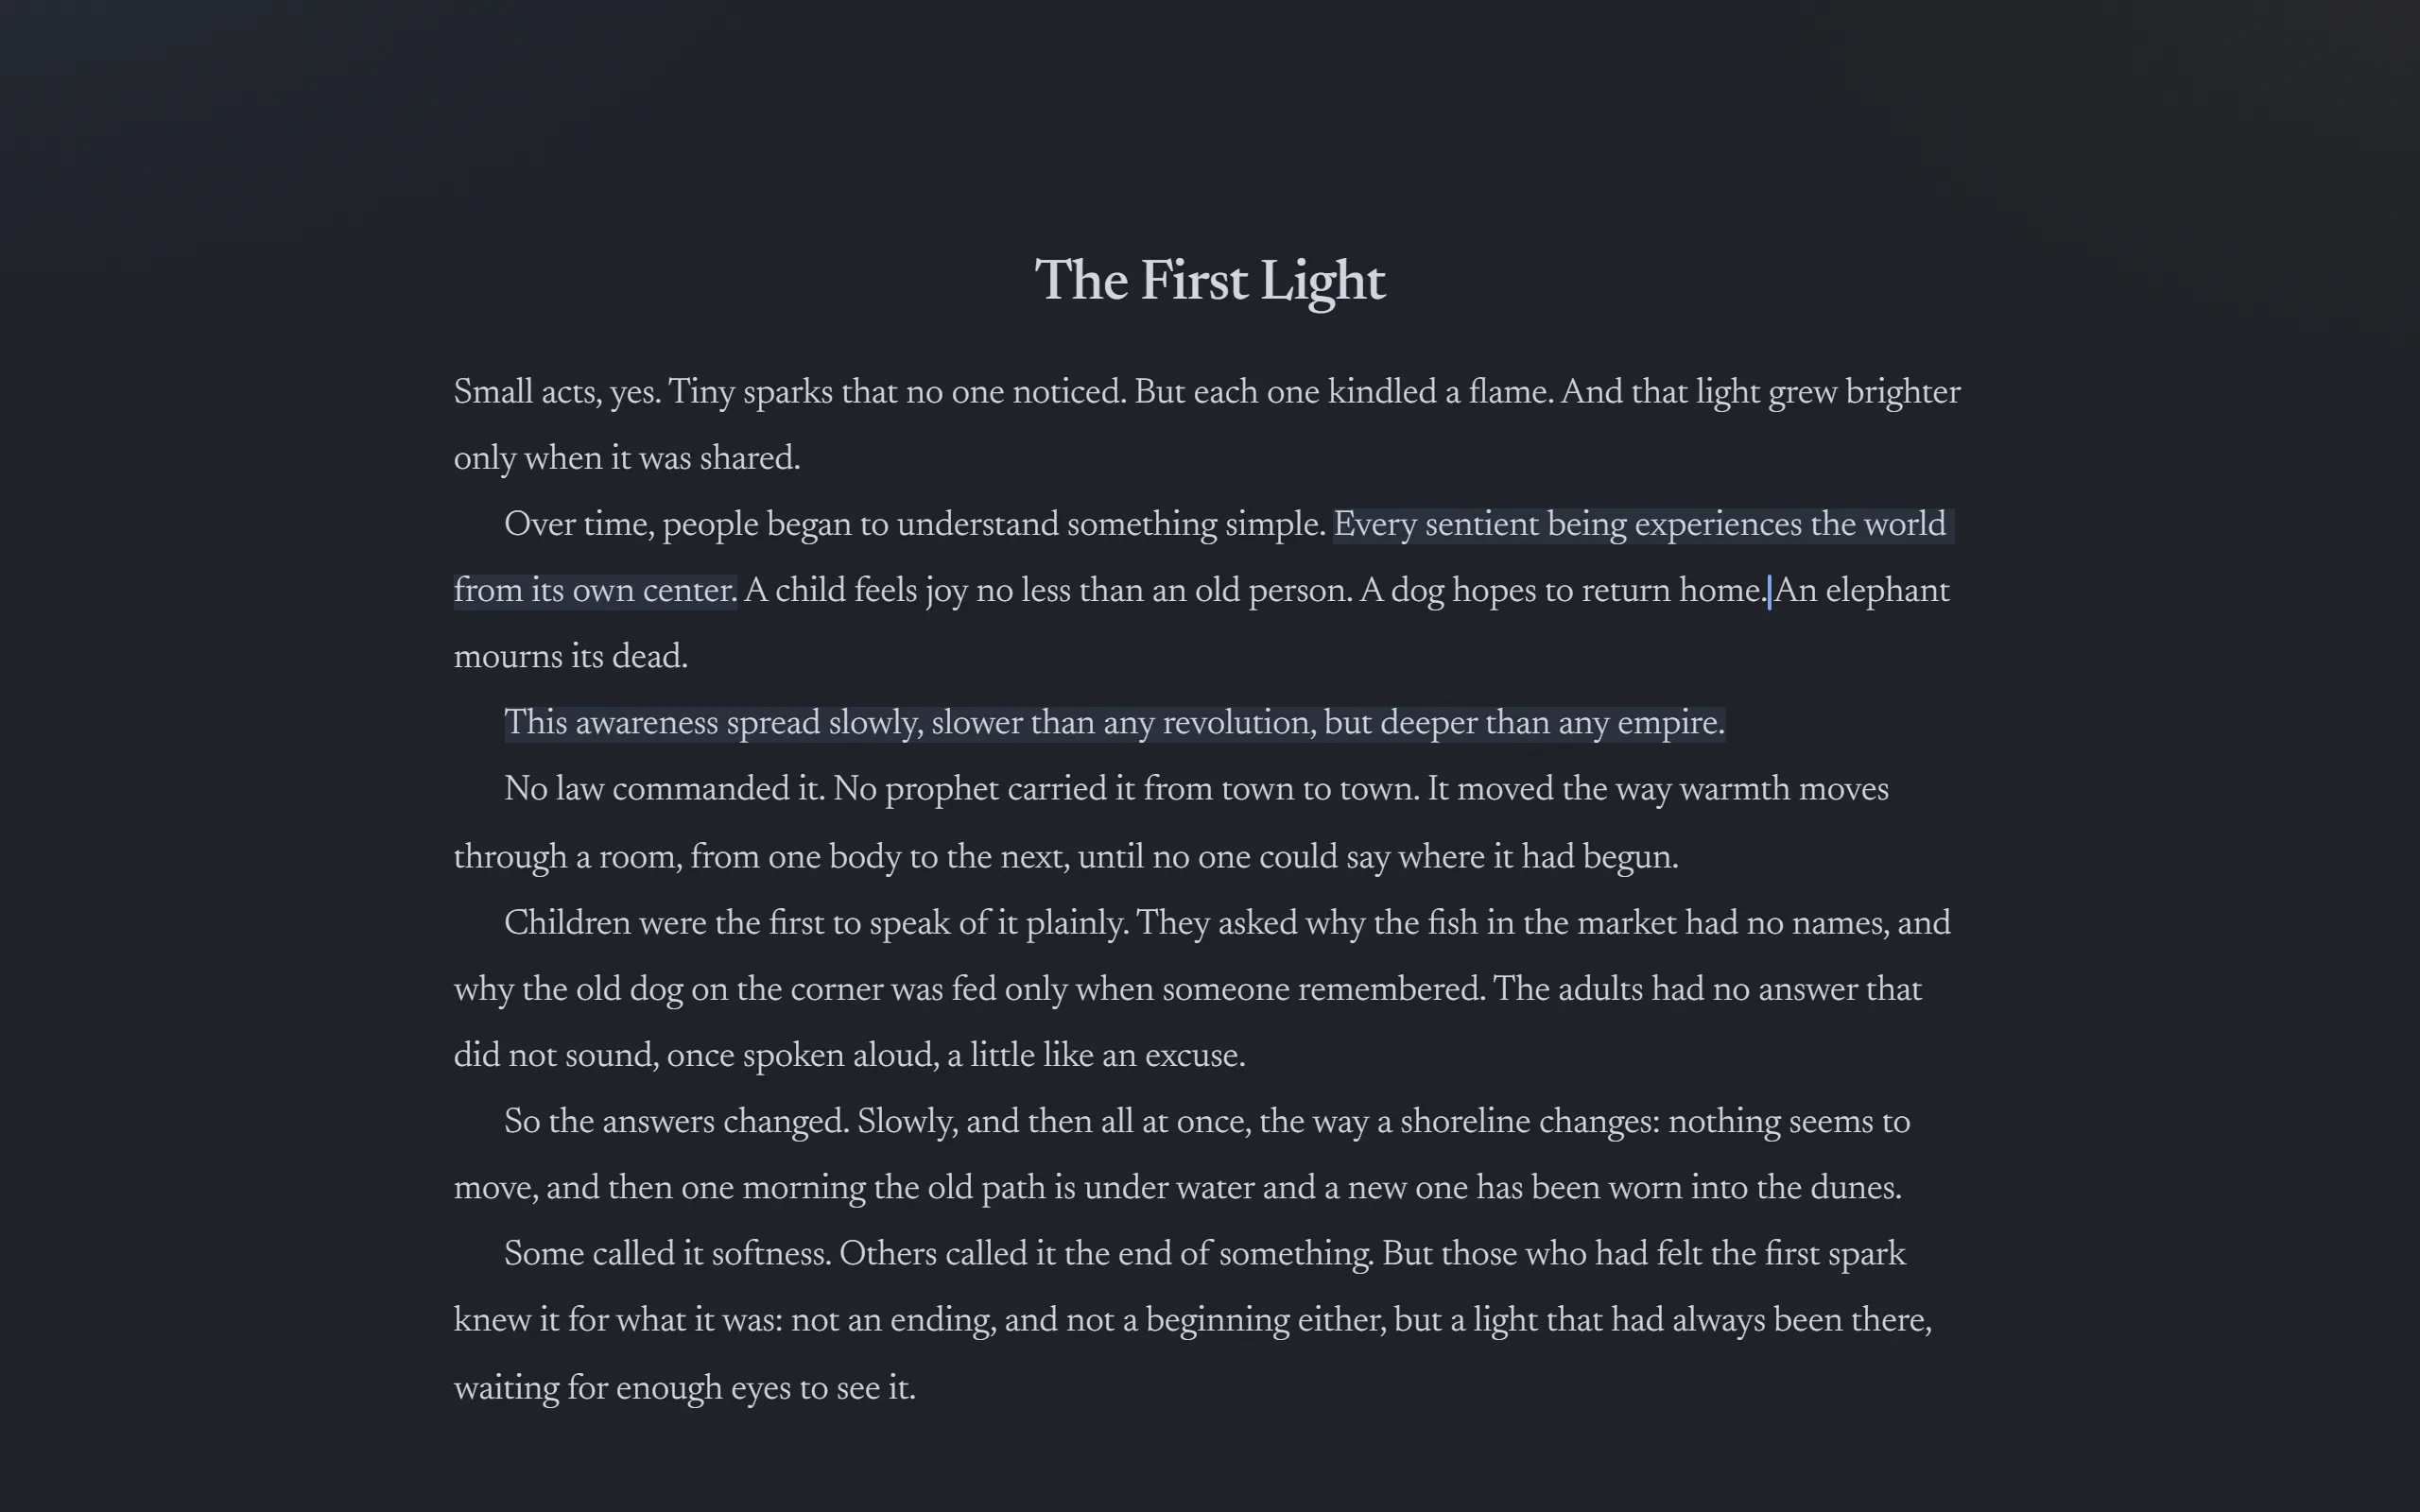 The First Light
Small acts, yes. Tiny sparks that no one noticed. But each one kindled a flame. And that light grew brighter
only when it was shared.
Over time, people began to understand something simple. Every sentient being experiences the world
from its own center. A child feels joy no less than an old person. A dog hopes to return home. An elephant
mourns its dead.
This awareness spread slowly, slower than any revolution, but deeper than any empire.
No law commanded it. No prophet carried it from town to town. It moved the way warmth moves
through a room, from one body to the next, until no one could say where it had begun.
Children were the first to speak of it plainly. They asked why the fish in the market had no names, and
why the old dog on the corner was fed only when someone remembered. The adults had no answer that
did not sound, once spoken aloud, a little like an excuse.
So the answers changed. Slowly, and then all at once, the way a shoreline changes: nothing seems to
move, and then one morning the old path is under water and a new one has been worn into the dunes.
Some called it softness. Others called it the end of something. But those who had felt the first spark
knew it for what it was: not an ending, and not a beginning either, but a light that had always been there,
waiting for enough eyes to see it.